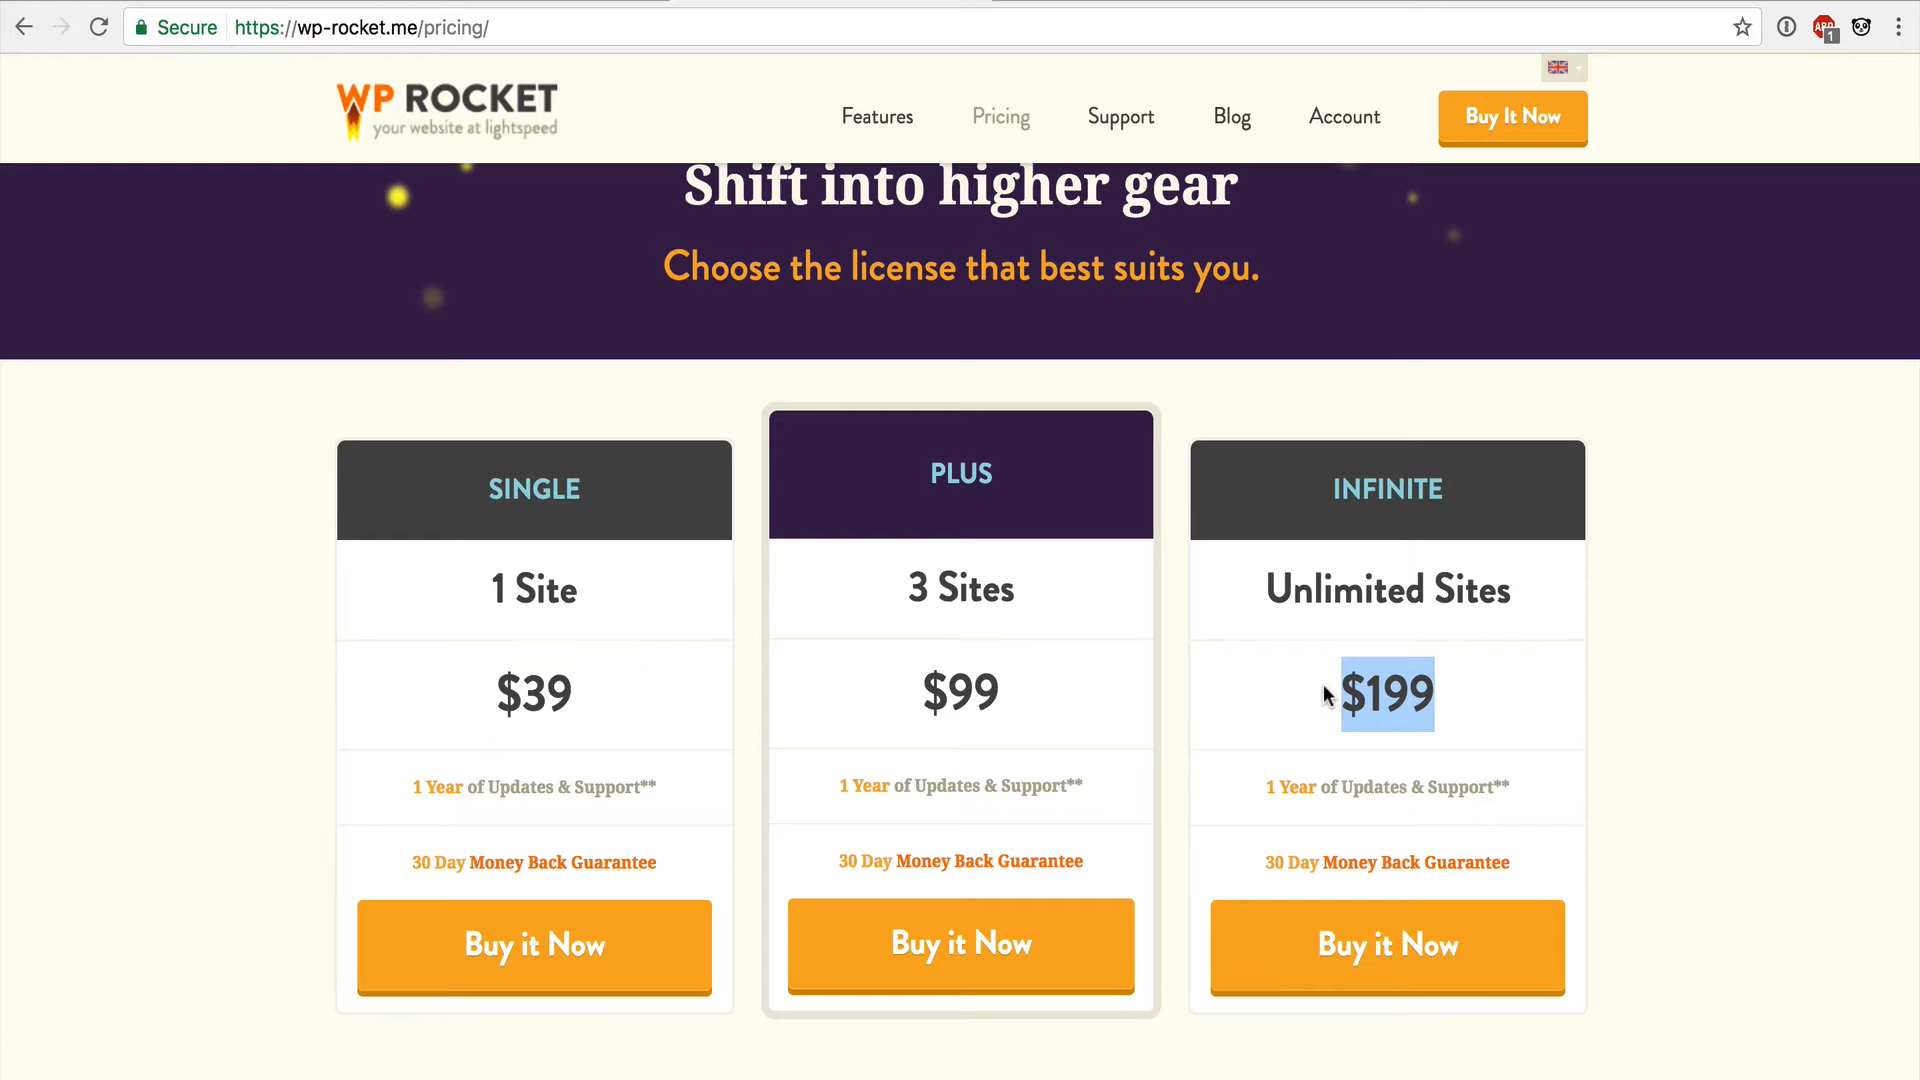 Secure https://wp-rocket.me/pricing/
ABP
1
WP ROCKET
your website at lightspeed
Features Pricing Support Blog Account Buy It Now
Shift into higher gear
Choose the license that best suits you.
SINGLE
1 Site
$39
1 Year of Updates & Support**
30 Day Money Back Guarantee
Buy it Now
PLUS
3 Sites
$99
1 Year of Updates & Support**
30 Day Money Back Guarantee
Buy it Now
INFINITE
Unlimited Sites
$199
1 Year of Updates & Support**
30 Day Money Back Guarantee
Buy it Now